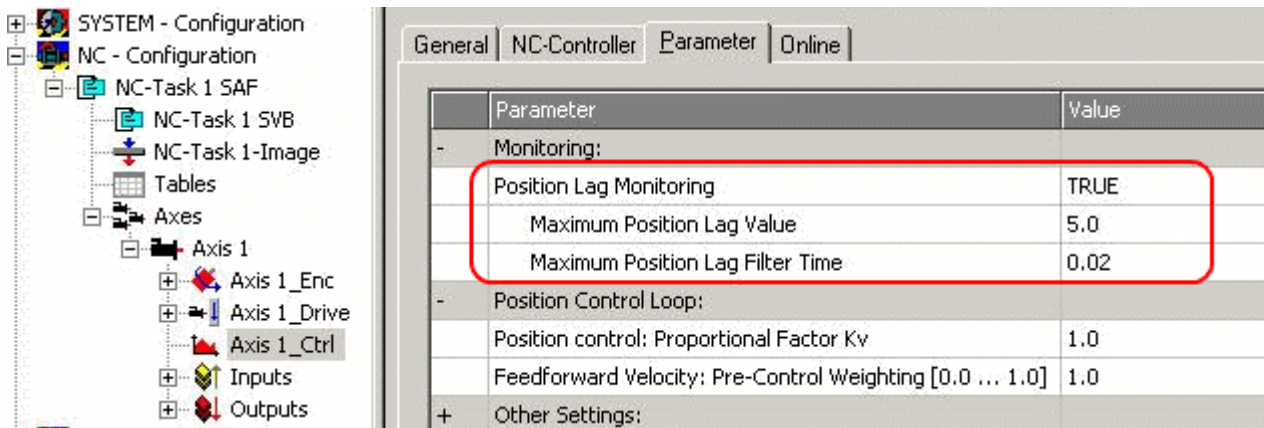 SYSTEM - Configuration
NC - Configuration
NC-Task 1 SAF
NC-Task 1 SVB
NC-Task 1-Image
Tables
Axes
Axis 1
Axis 1_Enc
Axis 1_Drive
Axis 1_Ctrl
Inputs
Outputs
General NC-Controller Parameter Online
Parameter Value
- Monitoring:
Position Lag Monitoring TRUE
Maximum Position Lag Value 5.0
Maximum Position Lag Filter Time 0.02
- Position Control Loop:
Position control: Proportional Factor Kv 1.0
Feedforward Velocity: Pre-Control Weighting [0.0 ... 1.0] 1.0
+ Other Settings: